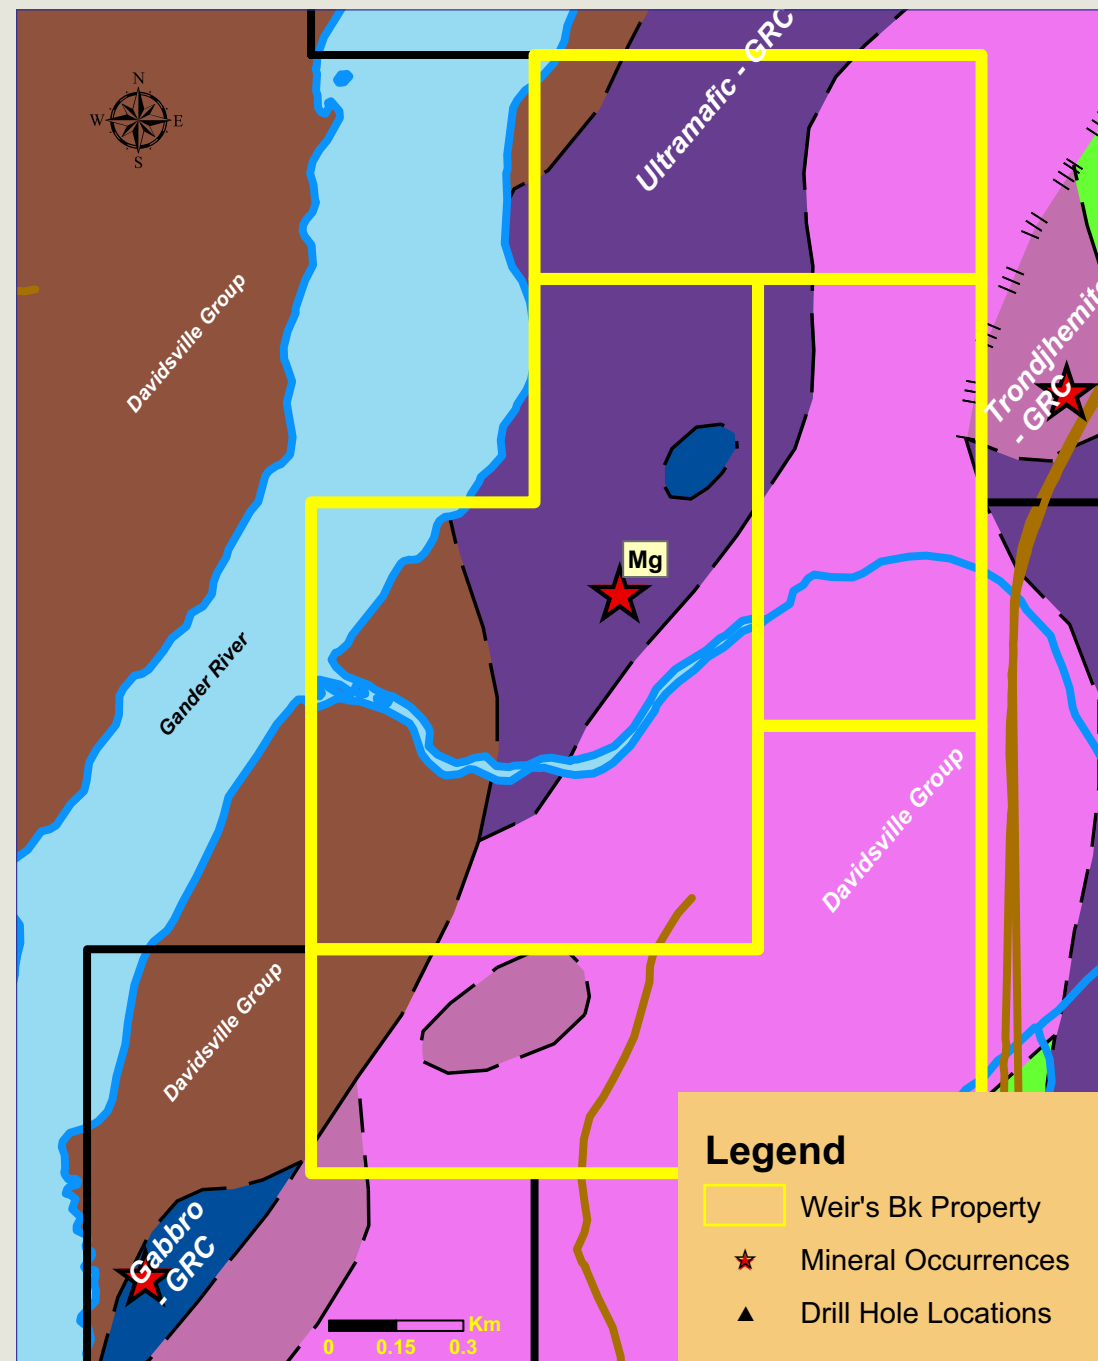 Ultramafic - GRC
N
W E
S
Davidsville Group
Trondjhemite
- GRC
Mg
Gander River
Davidsville Group
Davidsville Group
Gabbro
- GRC
Km
0 0.15 0.3
Legend
Weir's Bk Property
Mineral Occurrences
Drill Hole Locations